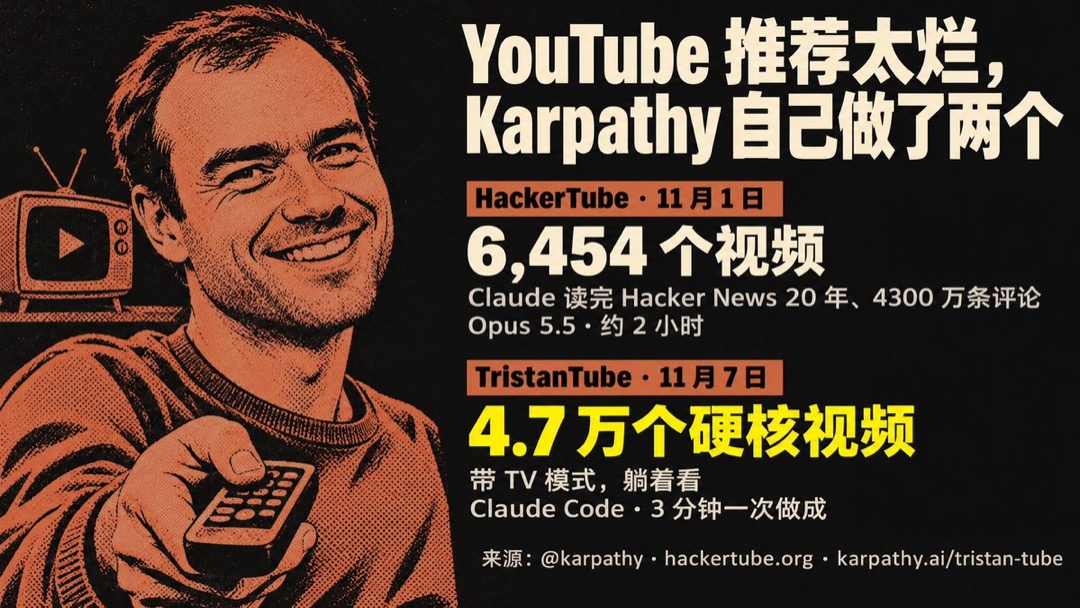 YouTube 推荐太烂，
Karpathy 自己做了两个
HackerTube · 11 月 1 日
6,454 个视频
Claude 读完 Hacker News 20 年、4300 万条评论
Opus 5.5 · 约 2 小时
TristanTube · 11 月 7 日
4.7 万个硬核视频
带 TV 模式，躺着看
Claude Code · 3 分钟一次做成
来源：@karpathy · hackertube.org · karpathy.ai/tristan-tube